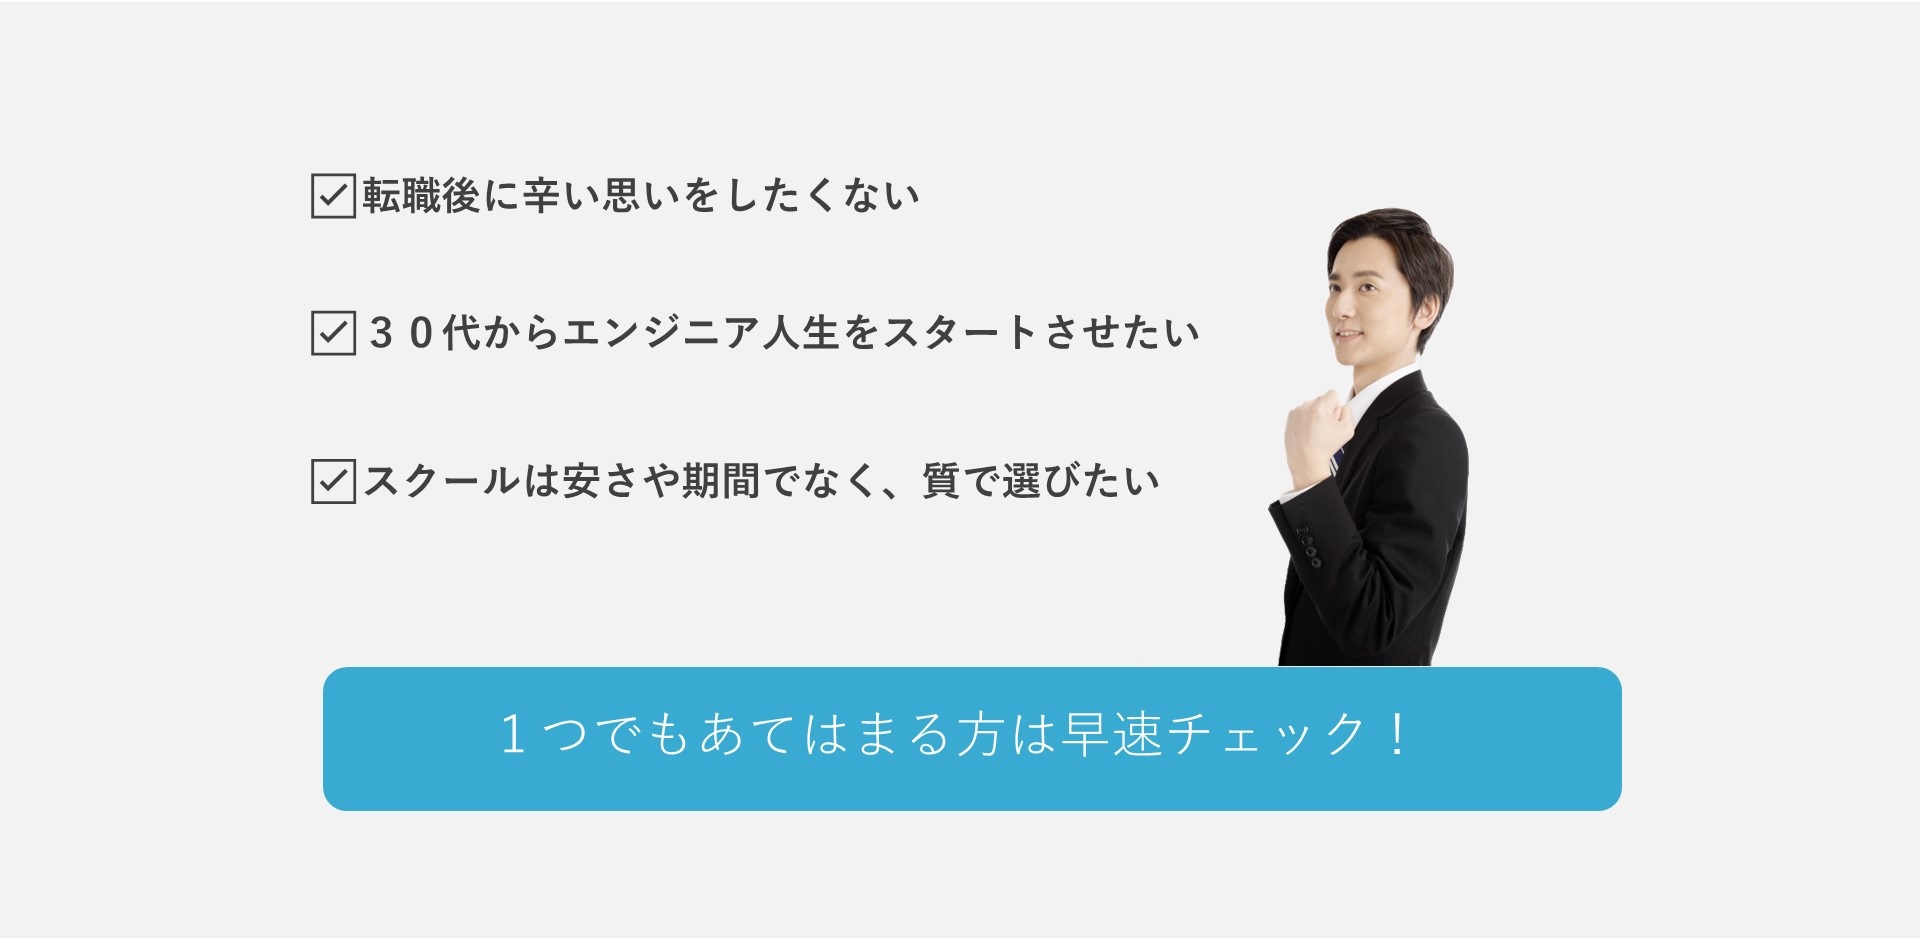 転職後に辛い思いをしたくない
３０代からエンジニア人生をスタートさせたい
スクールは安さや期間でなく、質で選びたい
１つでもあてはまる方は早速チェック！